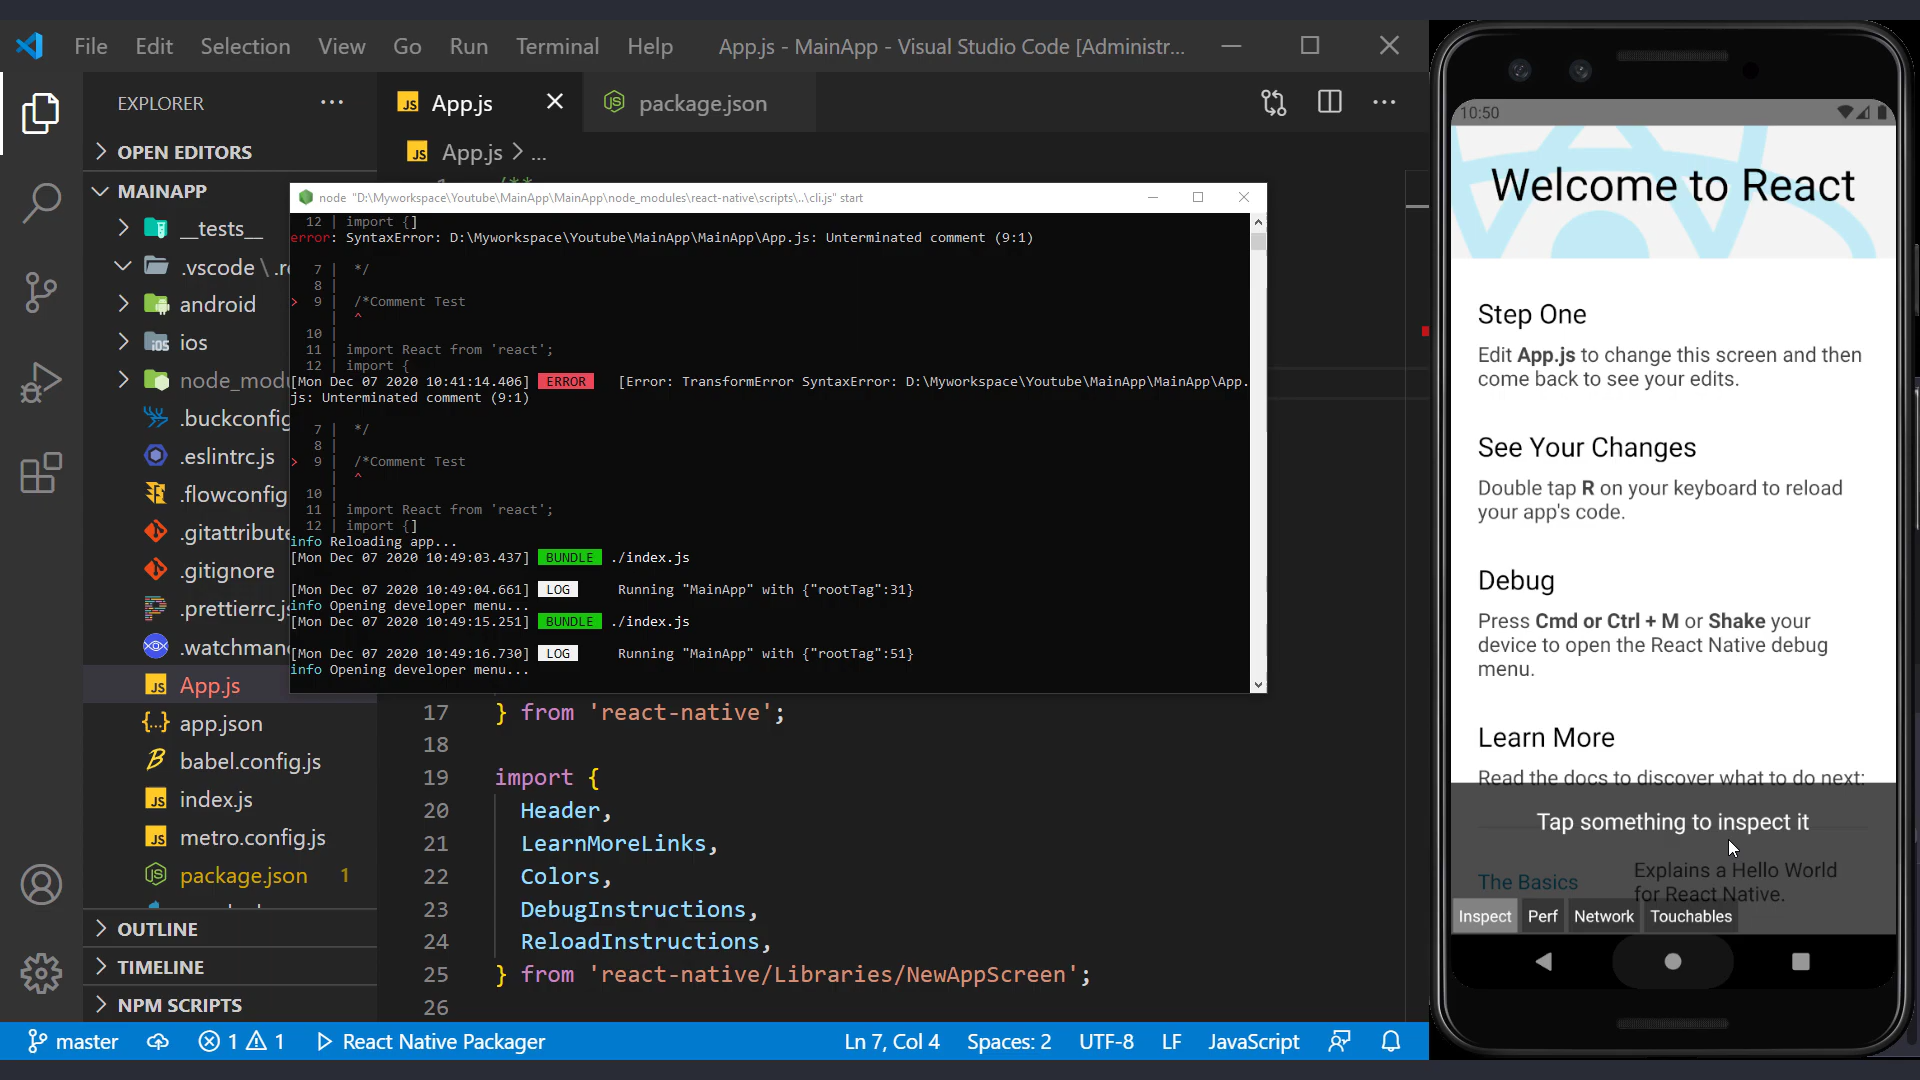 File Edit Selection View Go Run Terminal Help App.js - MainApp - Visual Studio Code [Administr...
EXPLORER
OPEN EDITORS
MAINAPP
__tests__
.vscode \ .re
android
ios
node_modu
.buckconfig
.eslintrc.js
.flowconfig
.gitattribute
.gitignore
.prettierrc.js
.watchman
App.js
app.json
babel.config.js
index.js
metro.config.js
package.json 1
OUTLINE
TIMELINE
NPM SCRIPTS
App.js package.json
App.js > ...
1 /**
node "D:\Myworkspace\Youtube\MainApp\MainApp\node_modules\react-native\scripts\..\cli.js" start
12 | import {]
error: SyntaxError: D:\Myworkspace\Youtube\MainApp\MainApp\App.js: Unterminated comment (9:1)
7 | */
8 |
> 9 | /*Comment Test
| ^
10 |
11 | import React from 'react';
12 | import {
[Mon Dec 07 2020 10:41:14.406] ERROR [Error: TransformError SyntaxError: D:\Myworkspace\Youtube\MainApp\MainApp\App.
js: Unterminated comment (9:1)
7 | */
8 |
> 9 | /*Comment Test
| ^
10 |
11 | import React from 'react';
12 | import {]
info Reloading app...
[Mon Dec 07 2020 10:49:03.437] BUNDLE ./index.js
[Mon Dec 07 2020 10:49:04.661] LOG Running "MainApp" with {"rootTag":31}
info Opening developer menu...
[Mon Dec 07 2020 10:49:15.251] BUNDLE ./index.js
[Mon Dec 07 2020 10:49:16.730] LOG Running "MainApp" with {"rootTag":51}
info Opening developer menu...
17 } from 'react-native';
18
19 import {
20 Header,
21 LearnMoreLinks,
22 Colors,
23 DebugInstructions,
24 ReloadInstructions,
25 } from 'react-native/Libraries/NewAppScreen';
26
master 1 1 React Native Packager Ln 7, Col 4 Spaces: 2 UTF-8 LF JavaScript
10:50
Welcome to React
Step One
Edit App.js to change this screen and then
come back to see your edits.
See Your Changes
Double tap R on your keyboard to reload
your app's code.
Debug
Press Cmd or Ctrl + M or Shake your
device to open the React Native debug
menu.
Learn More
Read the docs to discover what to do next:
Tap something to inspect it
The Basics
Explains a Hello World
for React Native.
Inspect Perf Network Touchables